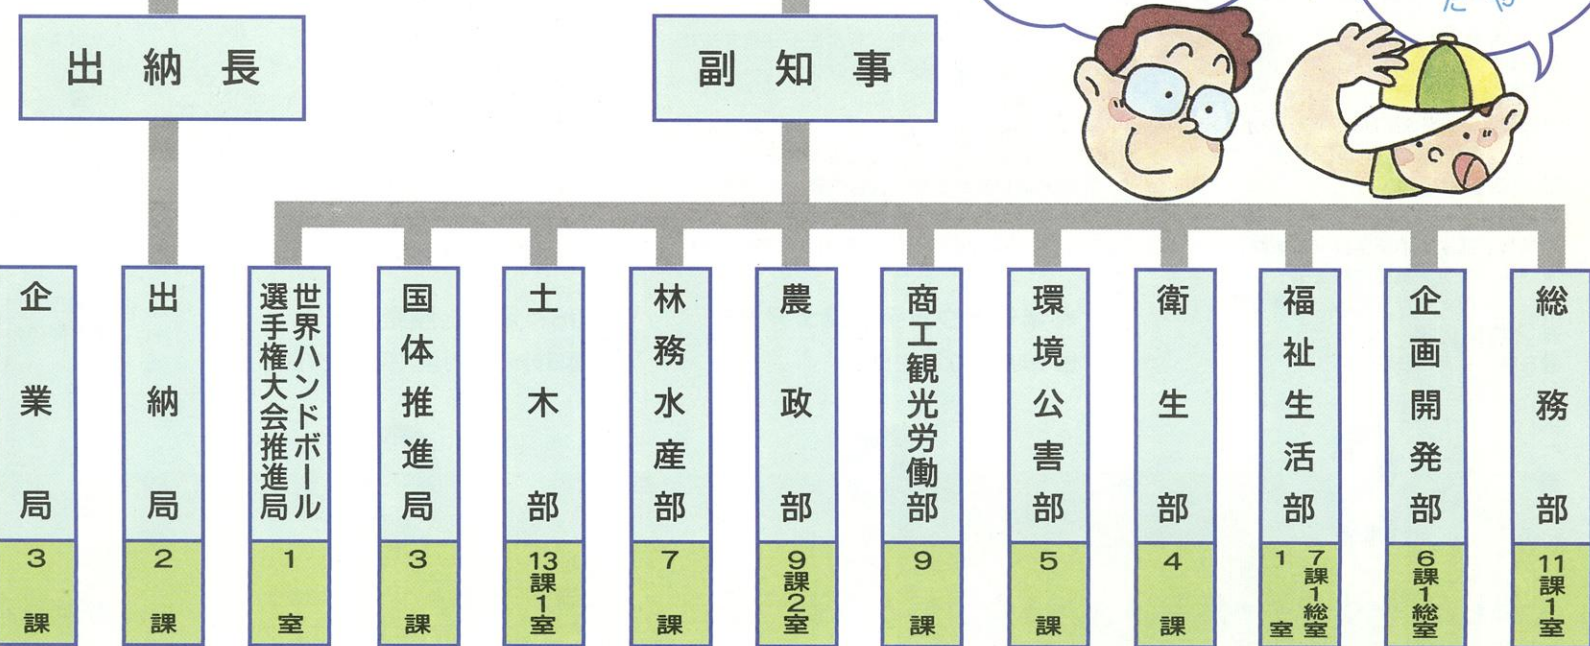 出納長
副知事
総務部
11課1室
企画開発部
6課1総室
福祉生活部
7課1総室
1室
衛生部
4課
環境公害部
5課
商工観光労働部
9課
農政部
9課2室
林務水産部
7課
土木部
13課1室
国体推進局
3課
世界ハンドボール
選手権大会推進局
1室
出納局
2課
企業局
3課